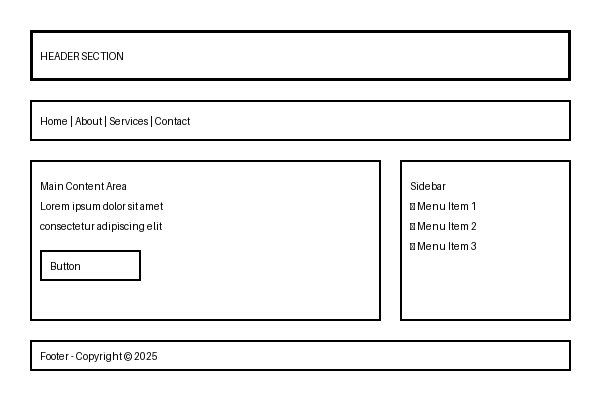 HEADER SECTION
Home | About | Services | Contact
Main Content Area
Lorem ipsum dolor sit amet
consectetur adipiscing elit
Button
Sidebar
Menu Item 1
Menu Item 2
Menu Item 3
Footer - Copyright © 2025